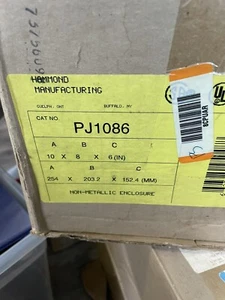 HAMMOND
MANUFACTURING
GUELPH, ONT BUFFALO, NY
CAT NO
PJ1086
A B C
10 X 8 X 6(IN)
A B C
254 X 203.2 X 152.4 (MM)
NON-METALLIC ENCLOSURE